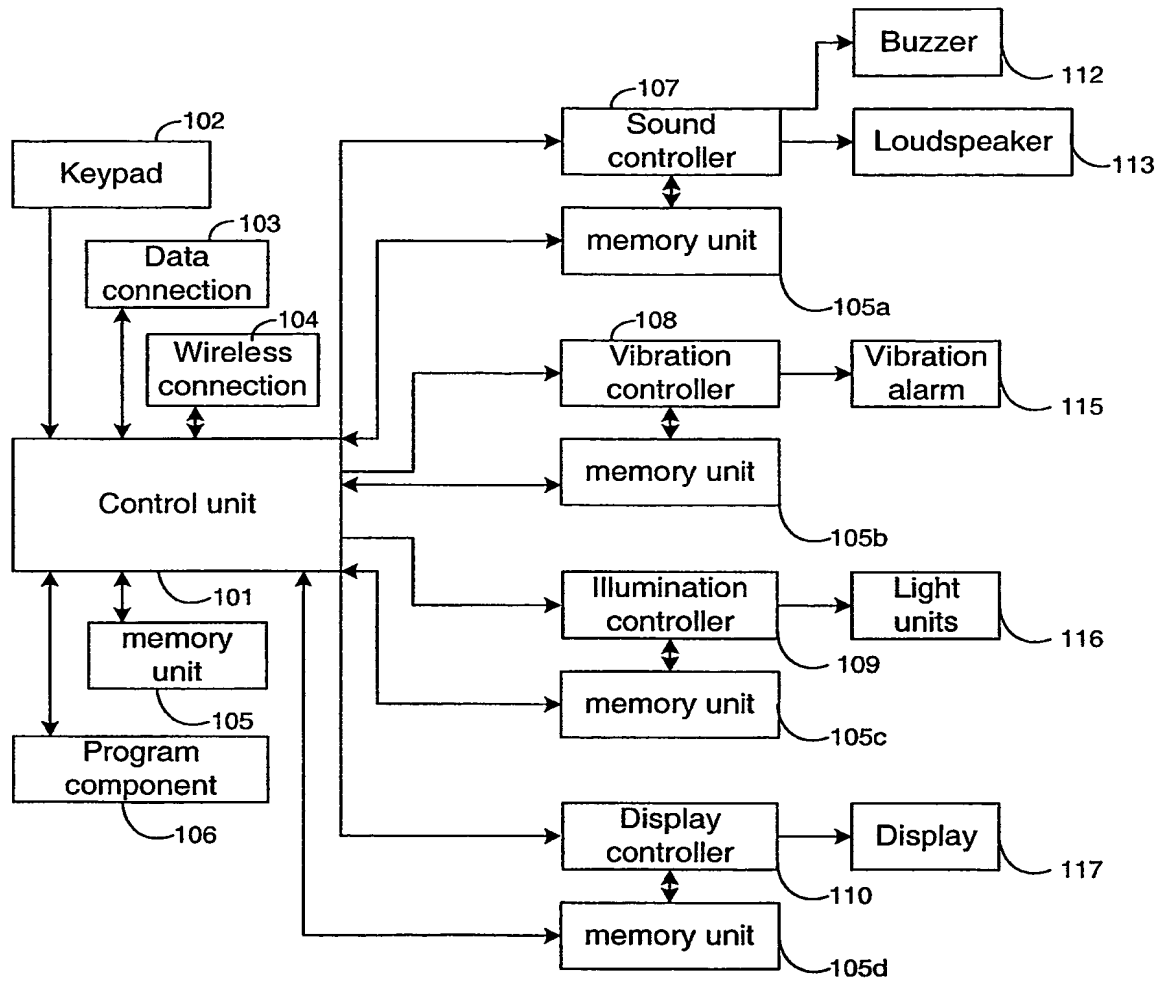 Buzzer
112
107
Sound
controller
Loudspeaker
113
102
Keypad
103
Data
connection
memory unit
105a
104
Wireless
connection
108
Vibration
controller
Vibration
alarm
115
Control unit
memory unit
105b
101
Illumination
controller
109
Light
units
116
memory
unit
105
memory unit
105c
Program
component
106
Display
controller
110
Display
117
memory unit
105d